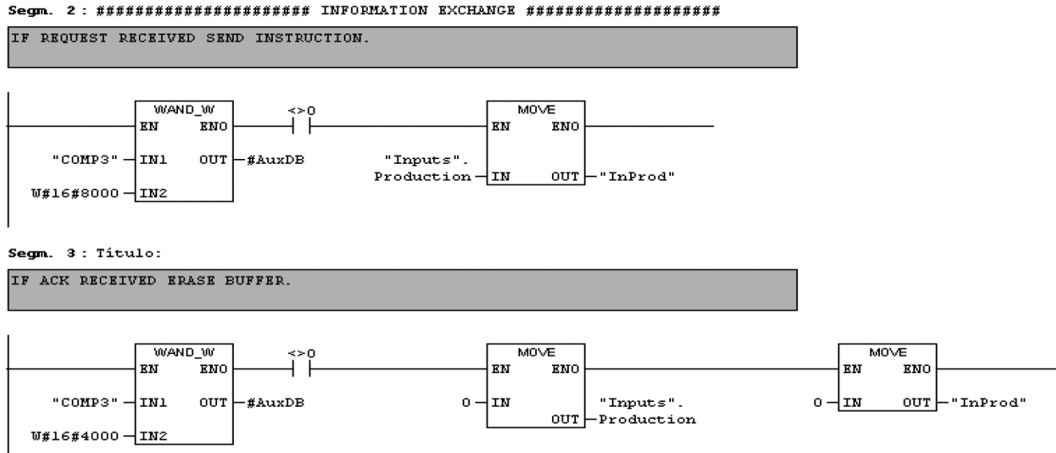 Segm. 2: ###################### INFORMATION EXCHANGE ####################
IF REQUEST RECEIVED SEND INSTRUCTION.
WAND_W <>0 MOVE
EN ENO EN ENO
"COMP3" IN1 OUT #AuxDB "Inputs".
Production IN OUT "InProd"
W#16#8000 IN2
Segm. 3: Título:
IF ACK RECEIVED ERASE BUFFER.
WAND_W <>0 MOVE MOVE
EN ENO EN ENO EN ENO
"COMP3" IN1 OUT #AuxDB 0 IN "Inputs". 0 IN OUT "InProd"
OUT Production
W#16#4000 IN2